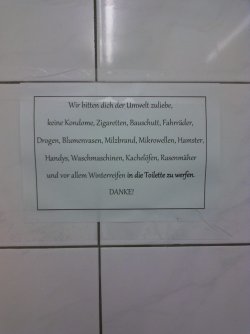 Wir bitten dich der Umwelt zuliebe,
keine Kondome, Zigaretten, Bauschutt, Fahrräder,
Drogen, Blumenvasen, Milzbrand, Mikrowellen, Hamster,
Handys, Waschmaschinen, Kachelöfen, Rasenmäher
und vor allem Winterreifen in die Toilette zu werfen.
DANKE!